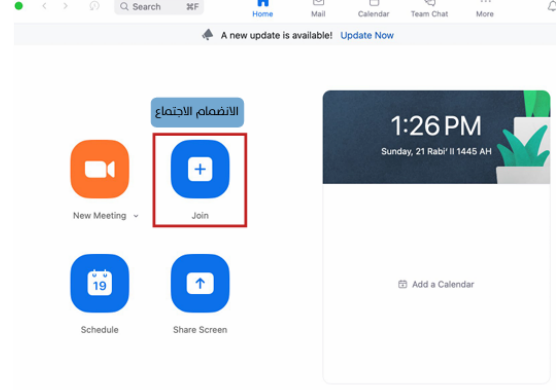 Search ⌘F
Home
Mail
Calendar
Team Chat
More
A new update is available! Update Now
الانضمام الاجتماع
1:26 PM
Sunday, 21 Rabi' II 1445 AH
New Meeting
Join
19
Add a Calendar
Schedule
Share Screen